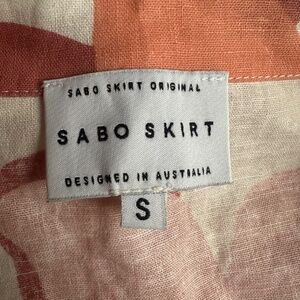 SABO SKIRT ORIGINAL
SABO SKIRT
DESIGNED IN AUSTRALIA
S